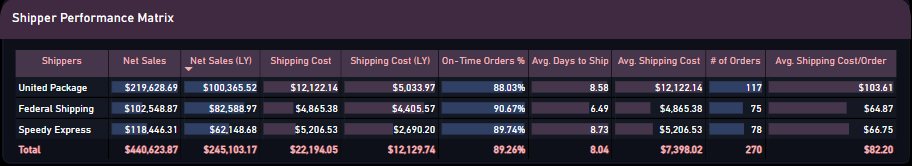 Shipper Performance Matrix
Shippers Net Sales Net Sales (LY) Shipping Cost Shipping Cost (LY) On-Time Orders % Avg. Days to Ship Avg. Shipping Cost # of Orders Avg. Shipping Cost/Order
United Package $219,628.69 $100,365.52 $12,122.14 $5,033.97 88.03% 8.58 $12,122.14 117 $103.61
Federal Shipping $102,548.87 $82,588.97 $4,865.38 $4,405.57 90.67% 6.49 $4,865.38 75 $64.87
Speedy Express $118,446.31 $62,148.68 $5,206.53 $2,690.20 89.74% 8.73 $5,206.53 78 $66.75
Total $440,623.87 $245,103.17 $22,194.05 $12,129.74 89.26% 8.04 $7,398.02 270 $82.20